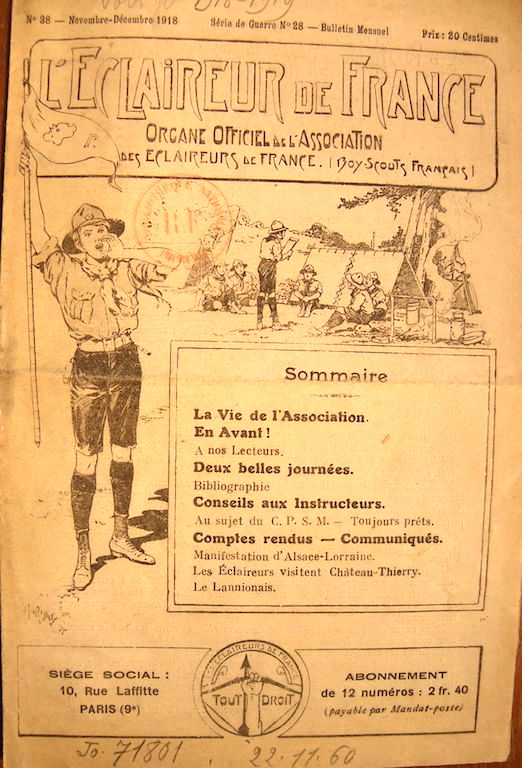 1918-1919
N° 38 — Novembre-Décembre 1918 Série de Guerre N° 28 — Bulletin Mensuel Prix : 20 Centimes
L'ECLAIREUR DE FRANCE
ORGANE OFFICIEL DE L'ASSOCIATION
DES ECLAIREURS DE FRANCE. (BOY-SCOUTS FRANÇAIS)
F.
R.F.
Sommaire
La Vie de l'Association.
En Avant !
A nos Lecteurs.
Deux belles journées.
Bibliographie
Conseils aux Instructeurs.
Au sujet du C. P. S. M. — Toujours prêts.
Comptes rendus — Communiqués.
Manifestation d'Alsace-Lorraine.
Les Éclaireurs visitent Château-Thierry.
Le Lannionais.
SIÈGE SOCIAL :
10, Rue Laffitte
PARIS (9e)
ECLAIREURS DE FRANCE
TOUT DROIT
ABONNEMENT
de 12 numéros : 2 fr. 40
(payable par Mandat-poste)
Jo. 71801 . 22.11.60